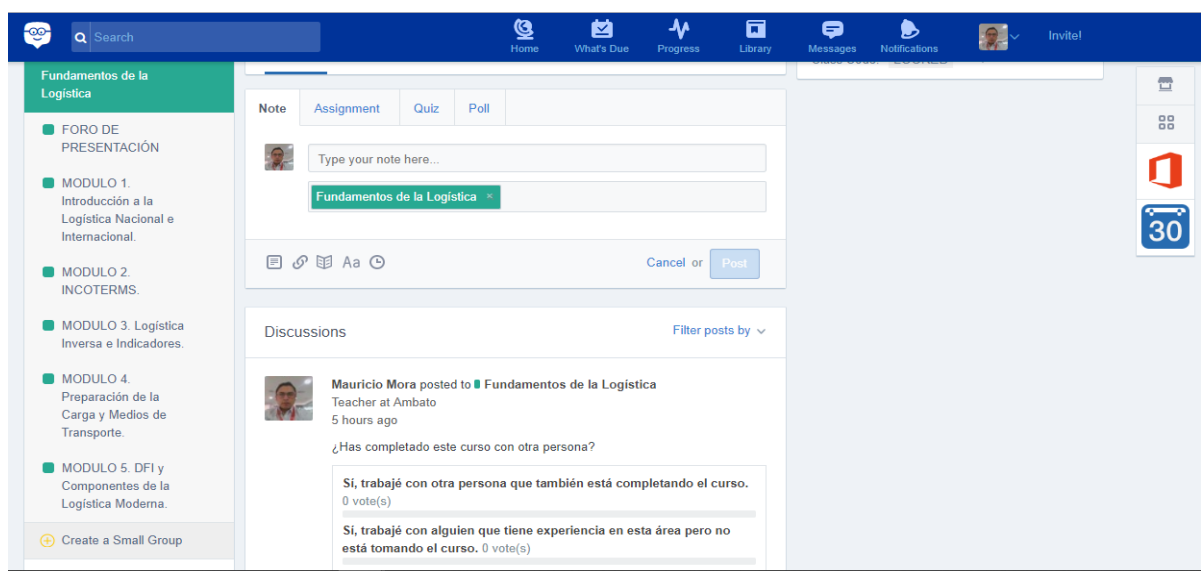 Search
Home
What's Due
Progress
Library
Messages
Notifications
Invite!
Fundamentos de la
Logística
FORO DE
PRESENTACIÓN
MODULO 1.
Introducción a la
Logística Nacional e
Internacional.
MODULO 2.
INCOTERMS.
MODULO 3. Logística
Inversa e Indicadores.
MODULO 4.
Preparación de la
Carga y Medios de
Transporte.
MODULO 5. DFI y
Componentes de la
Logística Moderna.
Create a Small Group
Note Assignment Quiz Poll
Type your note here...
Fundamentos de la Logística ×
Aa
Cancel or Post
Discussions
Filter posts by
Mauricio Mora posted to Fundamentos de la Logística
Teacher at Ambato
5 hours ago
¿Has completado este curso con otra persona?
Sí, trabajé con otra persona que también está completando el curso.
0 vote(s)
Sí, trabajé con alguien que tiene experiencia en esta área pero no
está tomando el curso. 0 vote(s)
30